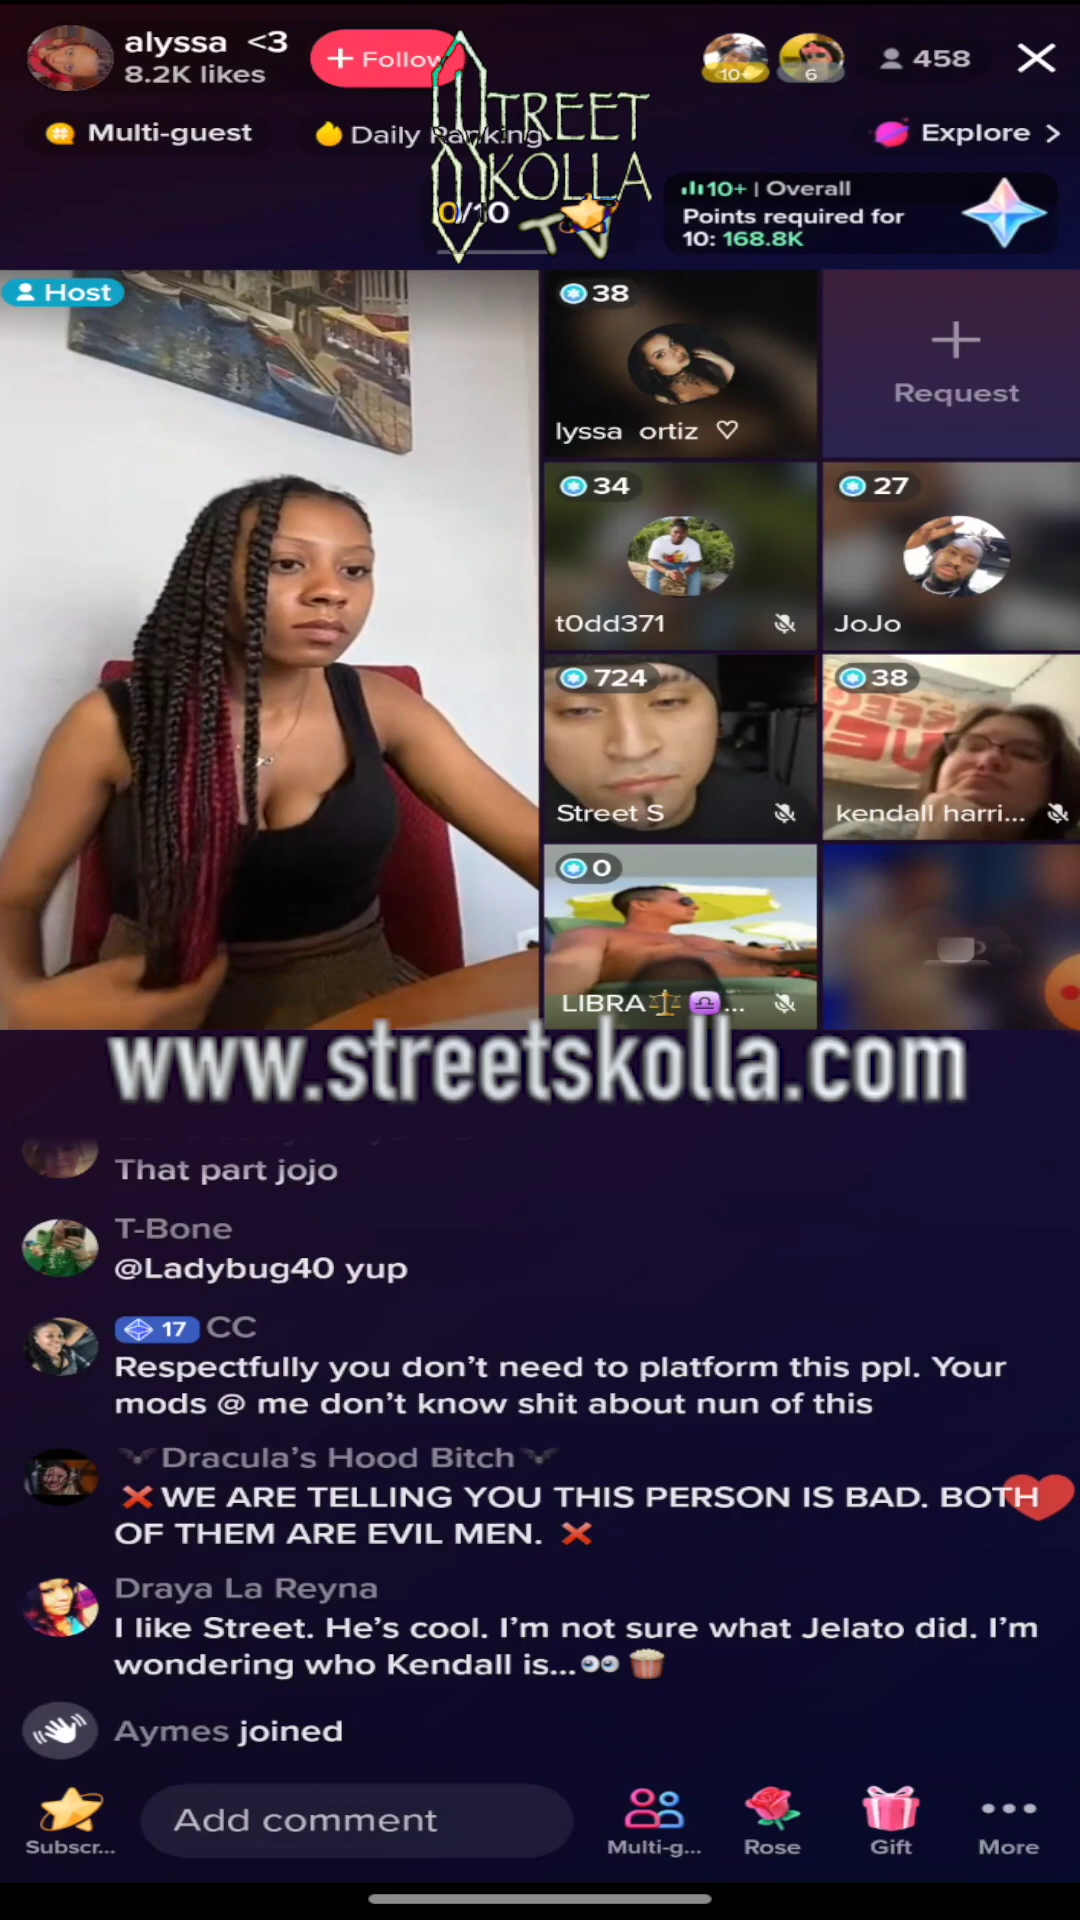 alyssa <3
8.2K likes
+ Follow
10+
6
458
STREET
SKOLLA
TV
Multi-guest
Daily Ranking
Explore >
0/10
10+ | Overall
Points required for
10: 168.8K
Host
38
lyssa ortiz ♡
+
Request
34
t0dd371
27
JoJo
724
Street S
38
kendall harri...
0
LIBRA⚖️♎...
www.streetskolla.com
That part jojo
T-Bone
@Ladybug40 yup
17 CC
Respectfully you don’t need to platform this ppl. Your
mods @ me don’t know shit about nun of this
🦇Dracula’s Hood Bitch🦇
❌ WE ARE TELLING YOU THIS PERSON IS BAD. BOTH
OF THEM ARE EVIL MEN. ❌
Draya La Reyna
I like Street. He’s cool. I’m not sure what Jelato did. I’m
wondering who Kendall is...👀🍿
Aymes joined
Add comment
Subscr...
Multi-g...
Rose
Gift
More